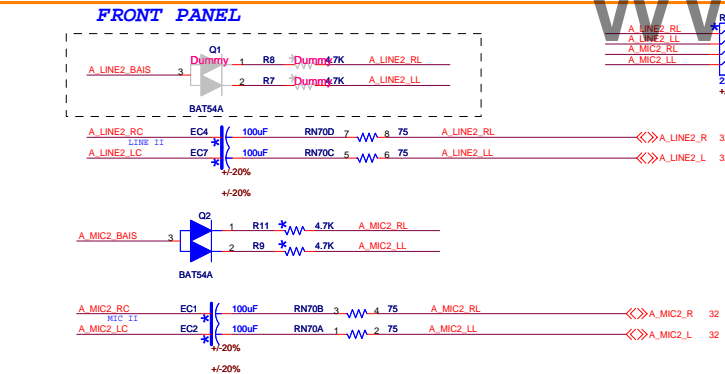 FRONT PANEL
WW
R
A_LINE2_RL
A_LINE2_LL
A_MIC2_RL
A_MIC2_LL
2
+/
Q1
Dummy
A_LINE2_BAIS 3
1 R8 * Dummy 4.7K A_LINE2_RL
2 R7 * Dummy 4.7K A_LINE2_LL
BAT54A
A_LINE2_RC EC4 100uF RN70D 7 8 75 A_LINE2_RL A_LINE2_R 3
LINE II
A_LINE2_LC EC7 100uF RN70C 5 6 75 A_LINE2_LL A_LINE2_L 3
+/-20%
+/-20%
Q2
A_MIC2_BAIS 3
1 R11 * 4.7K A_MIC2_RL
2 R9 * 4.7K A_MIC2_LL
BAT54A
A_MIC2_RC EC1 100uF RN70B 3 4 75 A_MIC2_RL A_MIC2_R 32
MIC II
A_MIC2_LC EC2 100uF RN70A 1 2 75 A_MIC2_LL A_MIC2_L 32
+/-20%
+/-20%